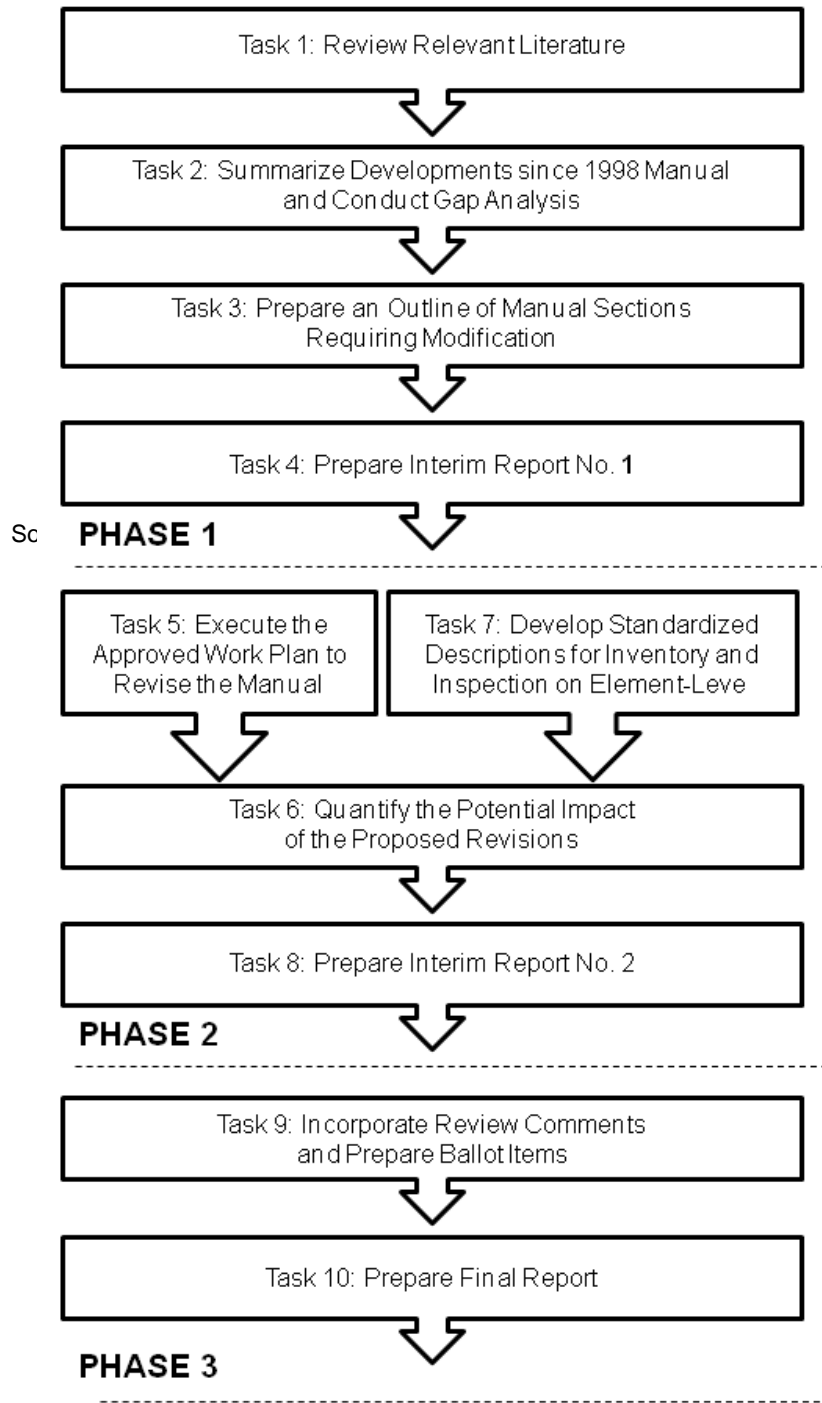 Task 1: Review Relevant Literature
Task 2: Summarize Developments since 1998 Manual
and Conduct Gap Analysis
Task 3: Prepare an Outline of Manual Sections
Requiring Modification
Task 4: Prepare Interim Report No. 1
Sc
PHASE 1
Task 5: Execute the
Approved Work Plan to
Revise the Manual
Task 7: Develop Standardized
Descriptions for Inventory and
Inspection on Element-Leve
Task 6: Quantify the Potential Impact
of the Proposed Revisions
Task 8: Prepare Interim Report No. 2
PHASE 2
Task 9: Incorporate Review Comments
and Prepare Ballot Items
Task 10: Prepare Final Report
PHASE 3